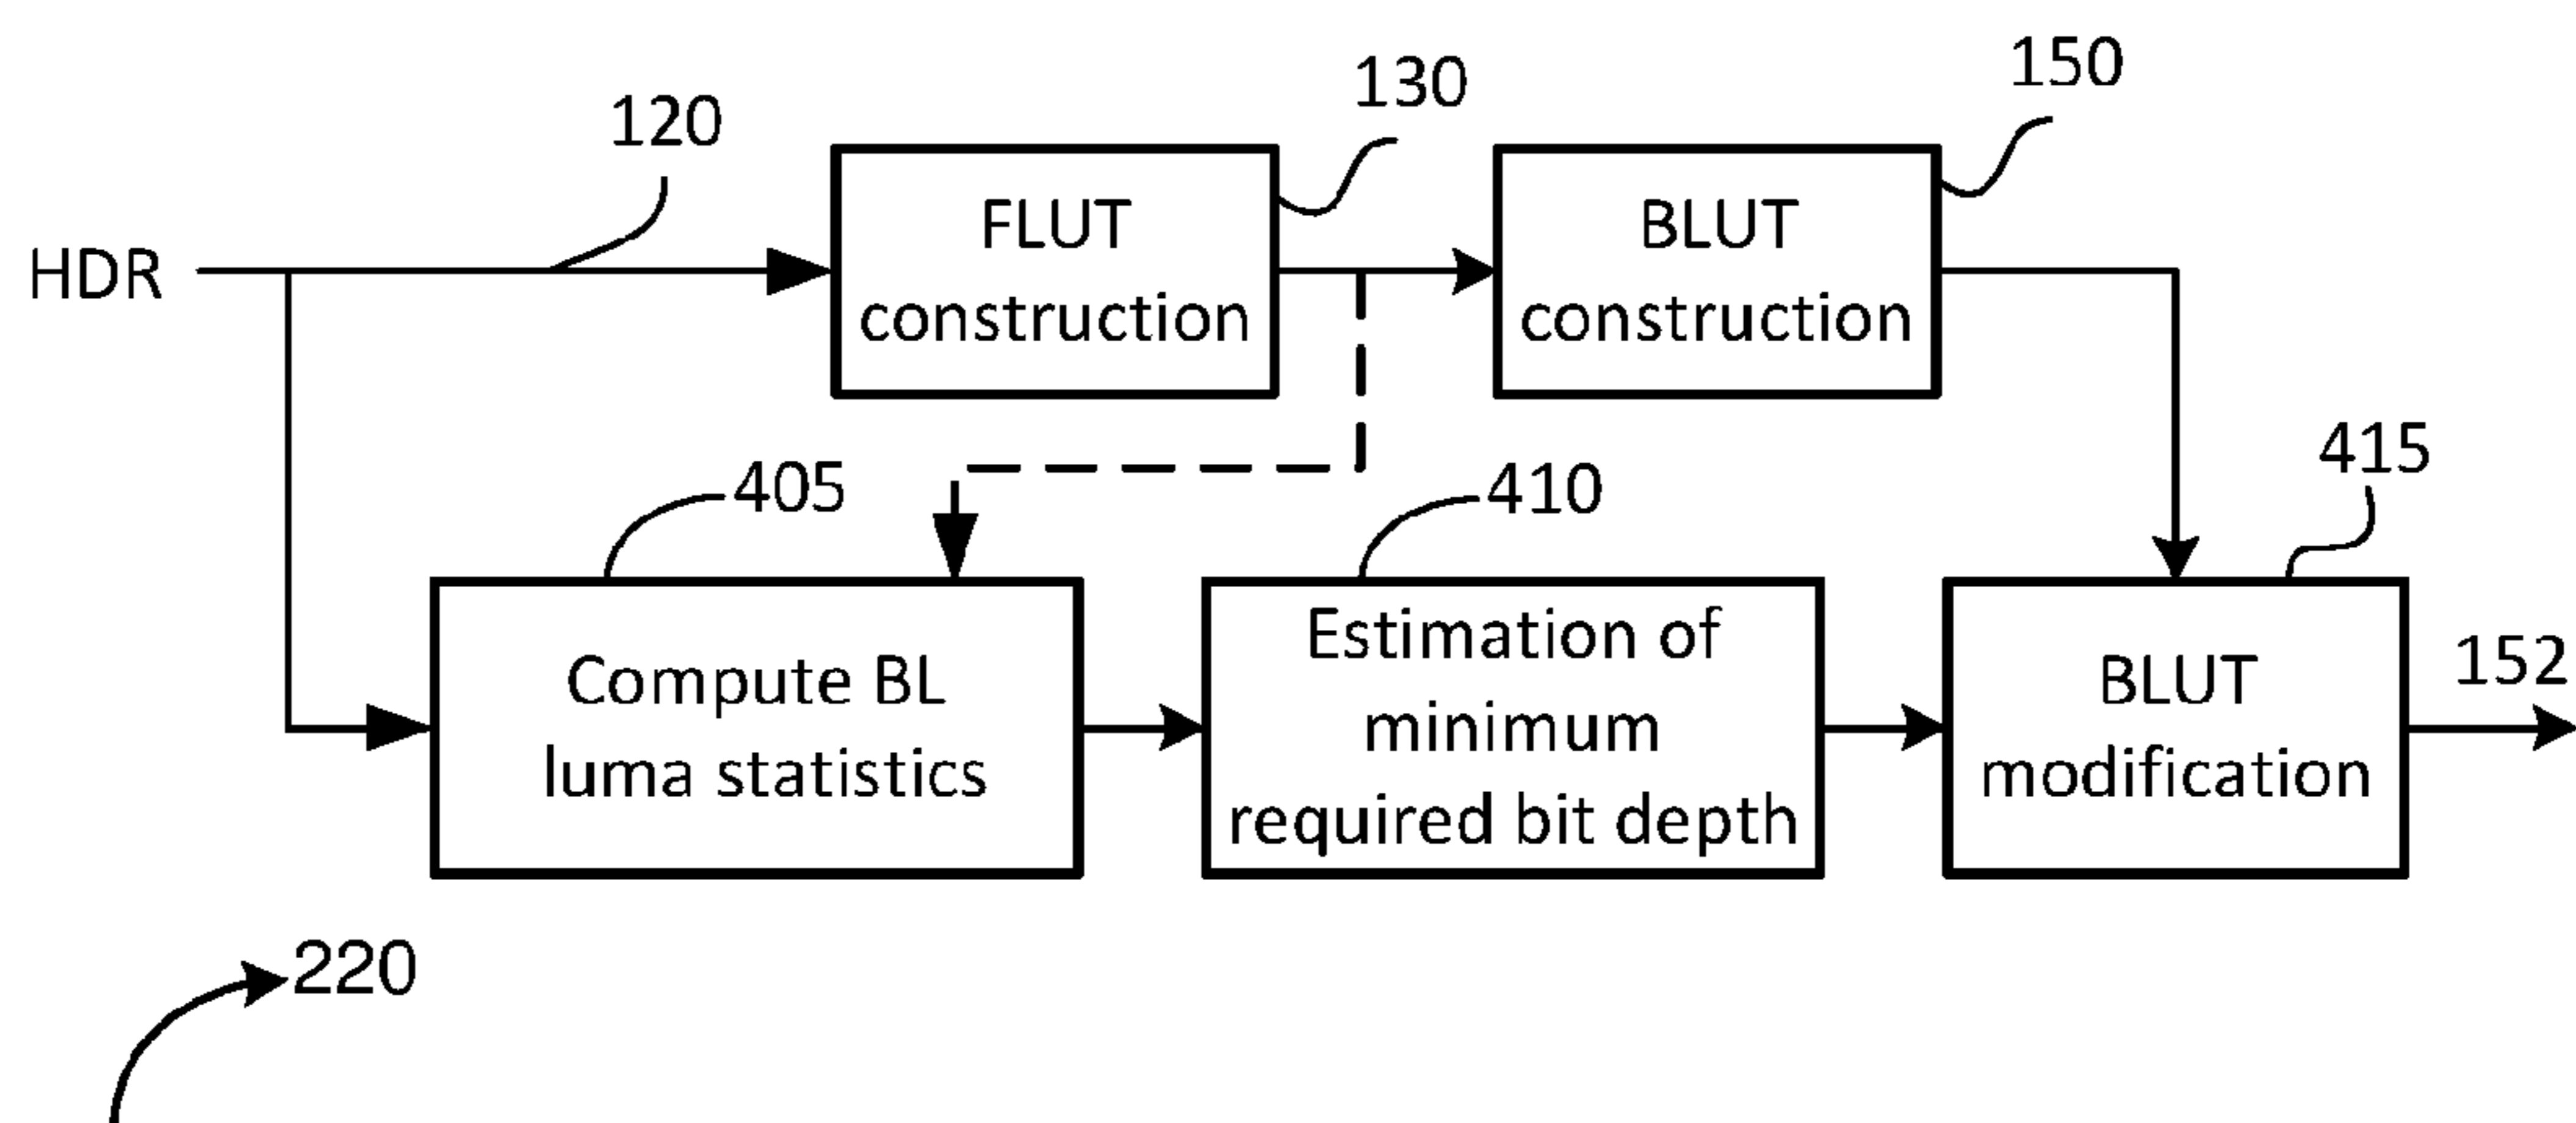 120
130
150
HDR
FLUT
construction
BLUT
construction
405
410
415
Compute BL
luma statistics
Estimation of
minimum
required bit depth
BLUT
modification
152
220